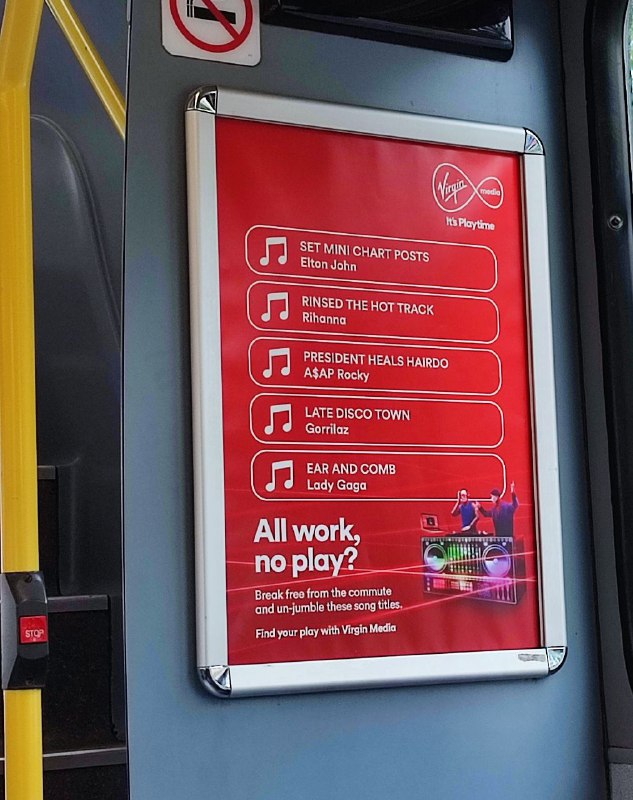 Virgin media
It's Playtime
SET MINI CHART POSTS
Elton John
RINSED THE HOT TRACK
Rihanna
PRESIDENT HEALS HAIRDO
A$AP Rocky
LATE DISCO TOWN
Gorrilaz
EAR AND COMB
Lady Gaga
All work,
no play?
Break free from the commute
and un-jumble these song titles.
Find your play with Virgin Media
STOP